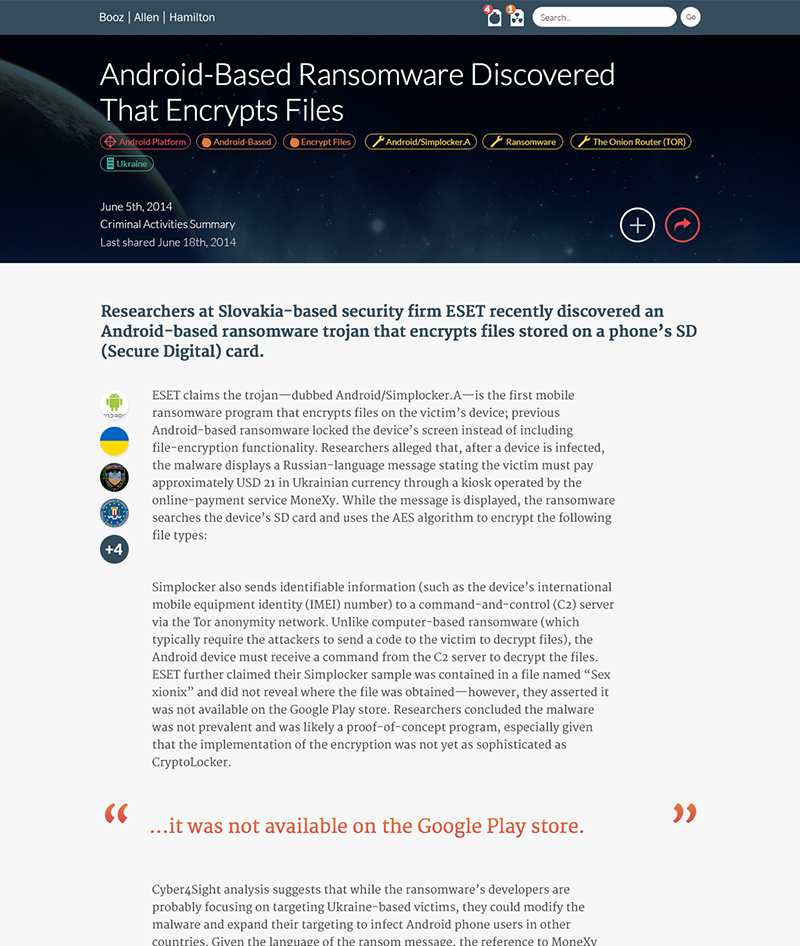 Booz | Allen | Hamilton
4
1
Search...
Go
Android-Based Ransomware Discovered
That Encrypts Files
Android Platform
Android-Based
Encrypt Files
Android/Simplocker.A
Ransomware
The Onion Router (TOR)
Ukraine
June 5th, 2014
Criminal Activities Summary
Last shared June 18th, 2014
Researchers at Slovakia-based security firm ESET recently discovered an
Android-based ransomware trojan that encrypts files stored on a phone’s SD
(Secure Digital) card.
ESET claims the trojan—dubbed Android/Simplocker.A—is the first mobile
ransomware program that encrypts files on the victim’s device; previous
Android-based ransomware locked the device’s screen instead of including
file-encryption functionality. Researchers alleged that, after a device is infected,
the malware displays a Russian-language message stating the victim must pay
approximately USD 21 in Ukrainian currency through a kiosk operated by the
online-payment service MoneXy. While the message is displayed, the ransomware
searches the device’s SD card and uses the AES algorithm to encrypt the following
file types:
+4
Simplocker also sends identifiable information (such as the device’s international
mobile equipment identity (IMEI) number) to a command-and-control (C2) server
via the Tor anonymity network. Unlike computer-based ransomware (which
typically require the attackers to send a code to the victim to decrypt files), the
Android device must receive a command from the C2 server to decrypt the files.
ESET further claimed their Simplocker sample was contained in a file named “Sex
xionix” and did not reveal where the file was obtained—however, they asserted it
was not available on the Google Play store. Researchers concluded the malware
was not prevalent and was likely a proof-of-concept program, especially given
that the implementation of the encryption was not yet as sophisticated as
CryptoLocker.
“ ...it was not available on the Google Play store. ”
Cyber4Sight analysis suggests that while the ransomware’s developers are
probably focusing on targeting Ukraine-based victims, they could modify the
malware and expand their targeting to infect Android phone users in other
countries. Given the language of the ransom message, the reference to MoneXy